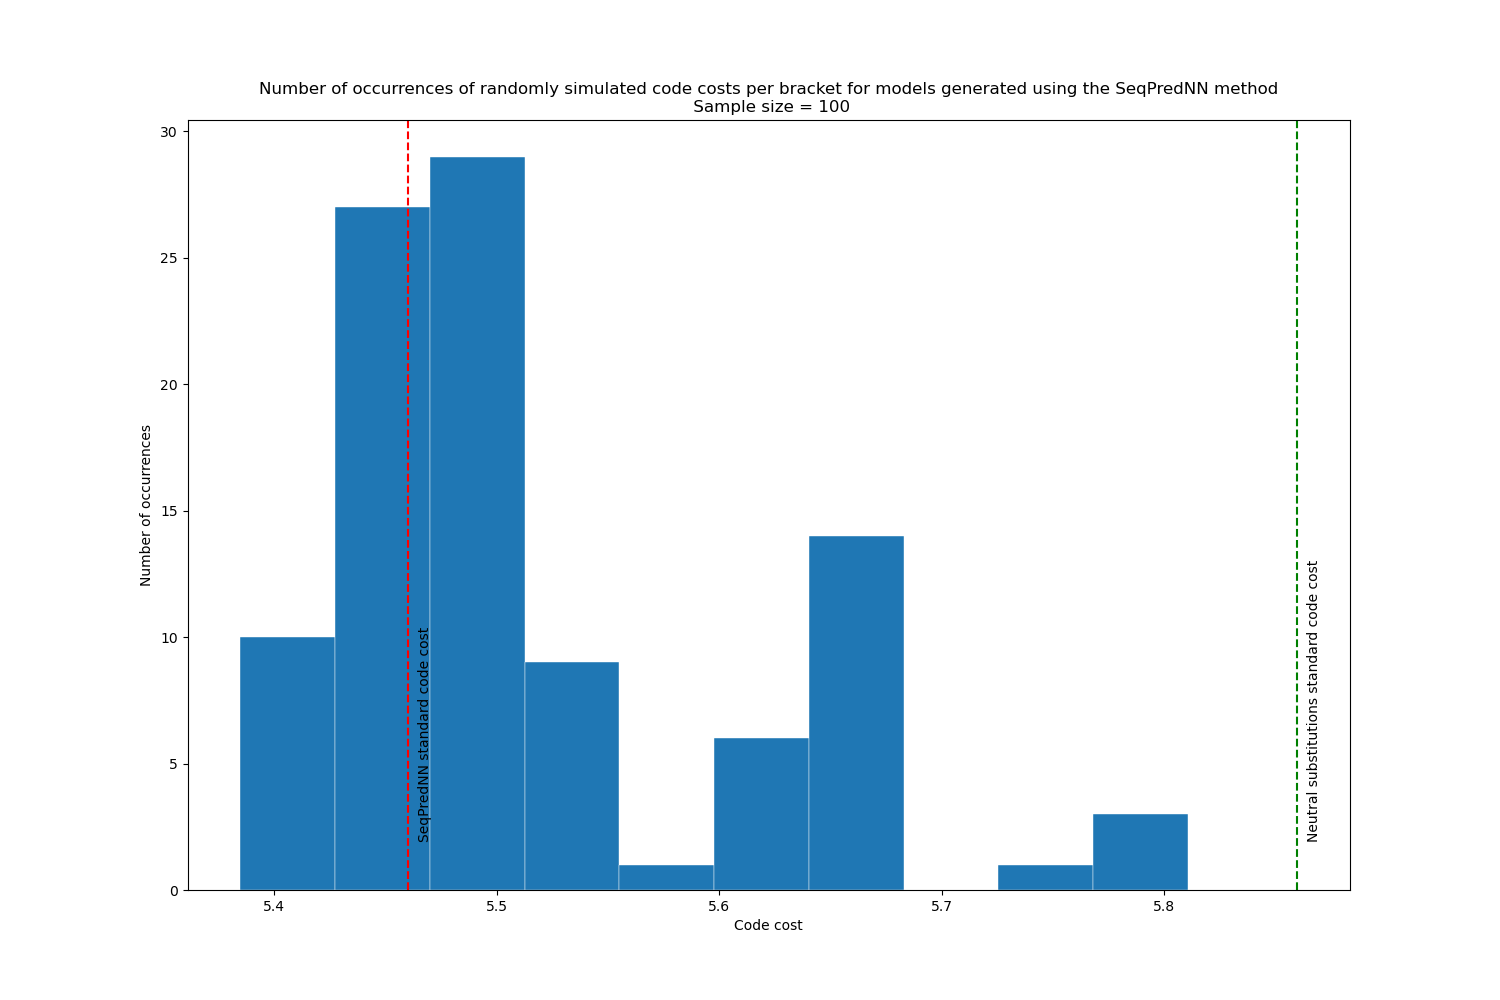 Number of occurrences of randomly simulated code costs per bracket for models generated using the SeqPredNN method
Sample size = 100
30
25
20
15
10
5
0
Number of occurrences
SeqPredNN standard code cost
Neutral substitutions standard code cost
5.4
5.5
5.6
5.7
5.8
Code cost